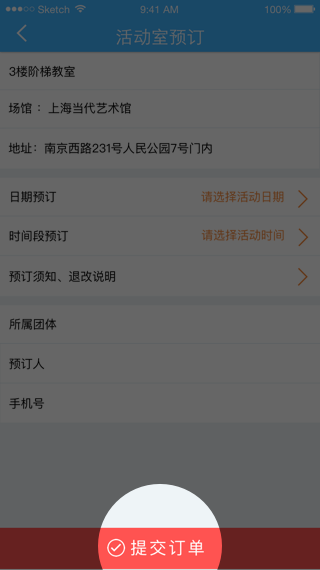 Sketch 9:41 AM 100%
活动室预订
3楼阶梯教室
场馆： 上海当代艺术馆
地址：南京西路231号人民公园7号门内
日期预订 请选择活动日期
时间段预订 请选择活动时间
预订须知、退改说明
所属团体
预订人
手机号
提交订单